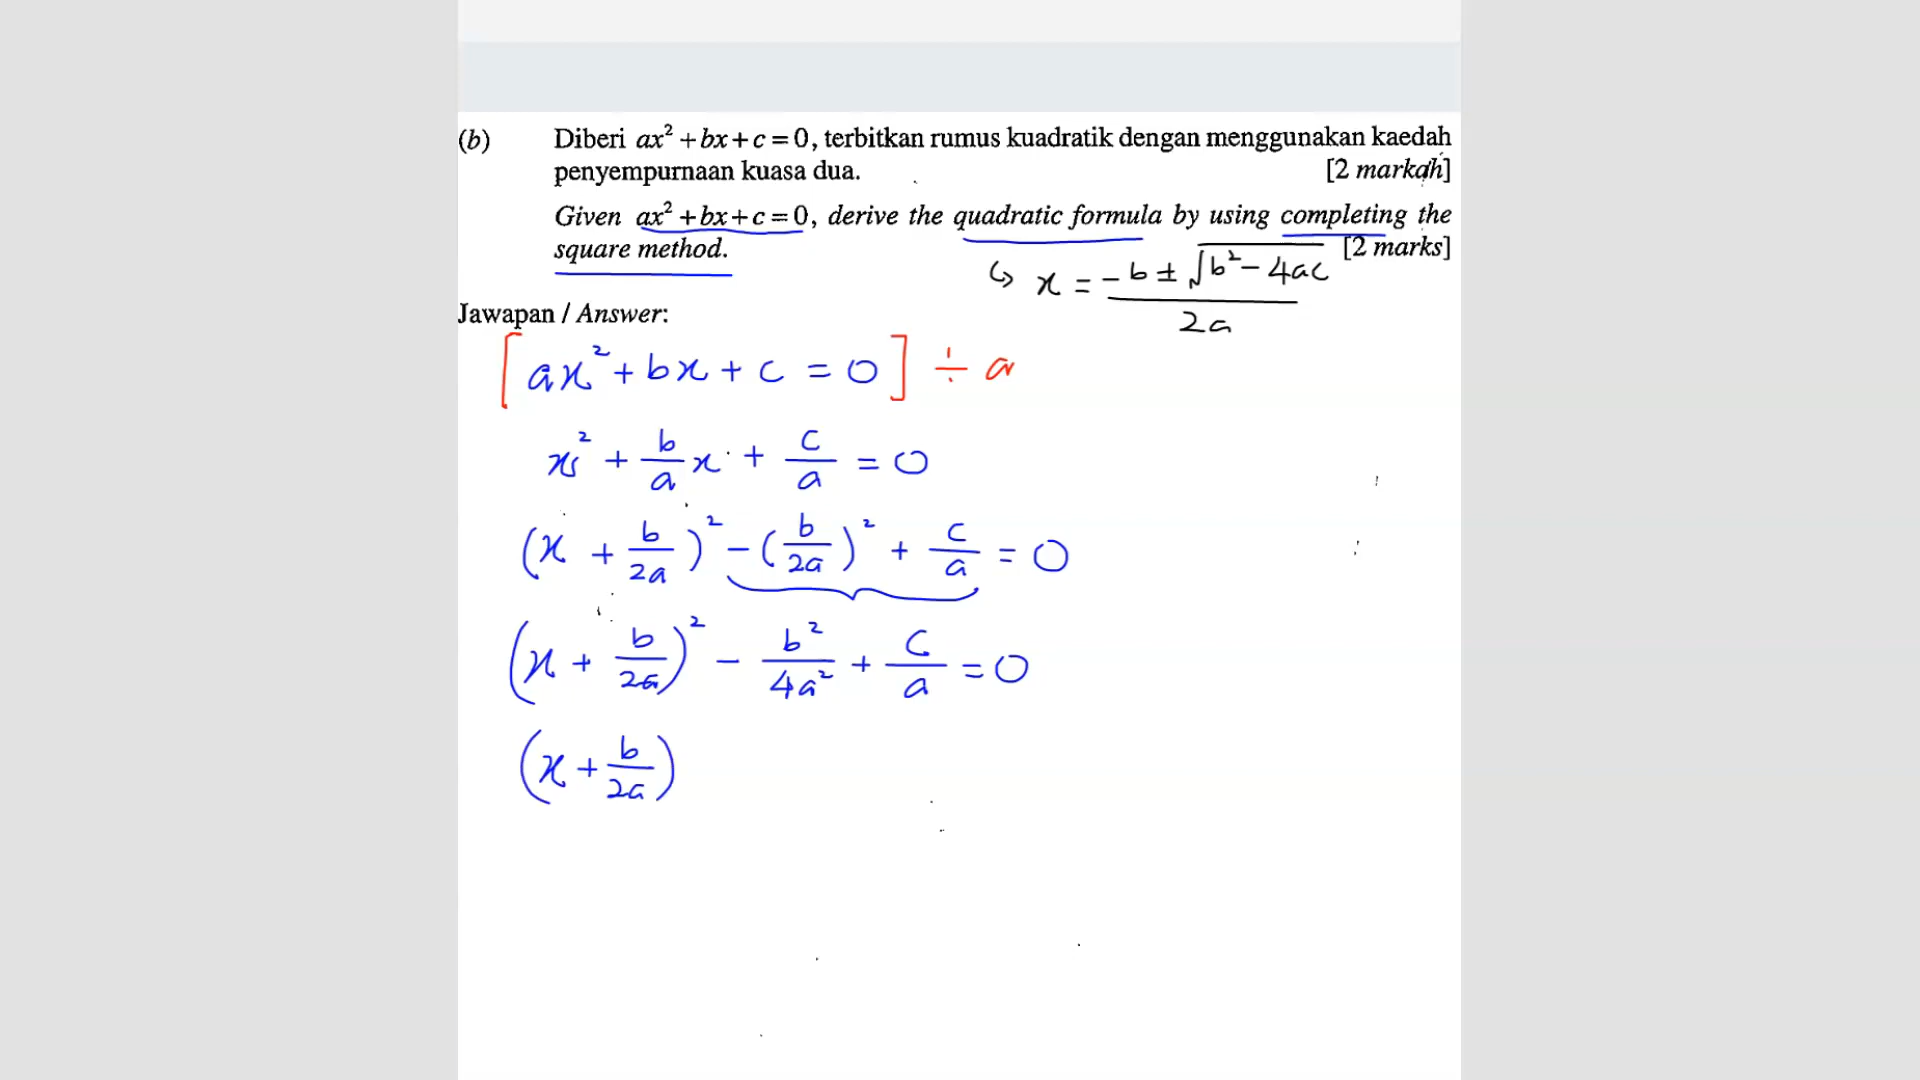 (b) Diberi ax² + bx + c = 0, terbitkan rumus kuadratik dengan menggunakan kaedah
penyempurnaan kuasa dua. [2 markah]
Given ax² + bx + c = 0, derive the quadratic formula by using completing the
square method. [2 marks]
↪ x = (-b ± √(b² - 4ac)) / 2a
Jawapan / Answer:
[ax² + bx + c = 0] ÷ a
x² + b/a x + c/a = 0
(x + b/2a)² - (b/2a)² + c/a = 0
(x + b/2a)² - b²/4a² + c/a = 0
(x + b/2a)